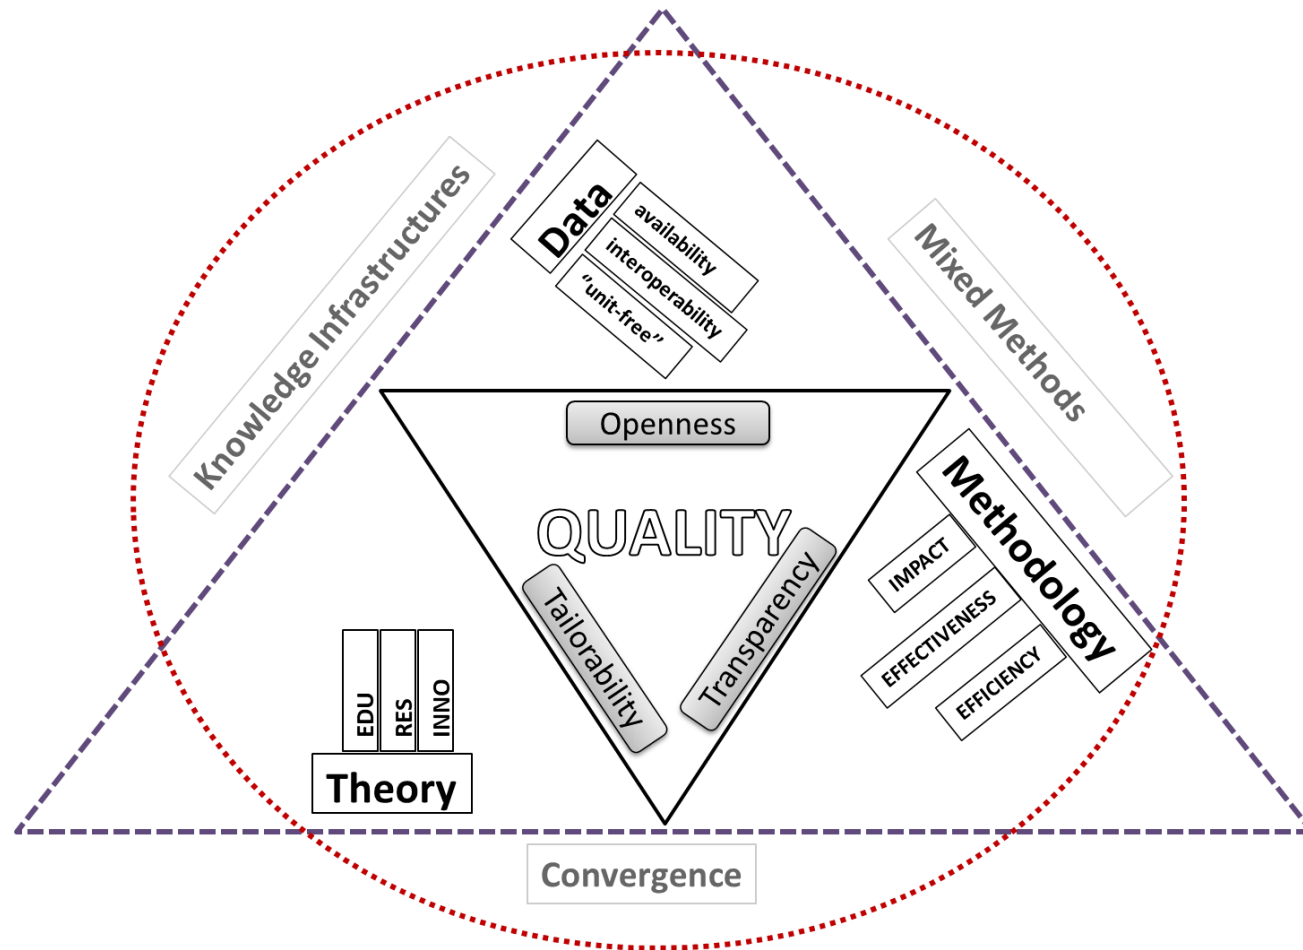 Knowledge Infrastructures
Data
availability
interoperability
“unit-free”
Mixed Methods
Openness
QUALITY
Tailorability
Transparency
Methodology
IMPACT
EFFECTIVENESS
EFFICIENCY
EDU
RES
INNO
Theory
Convergence